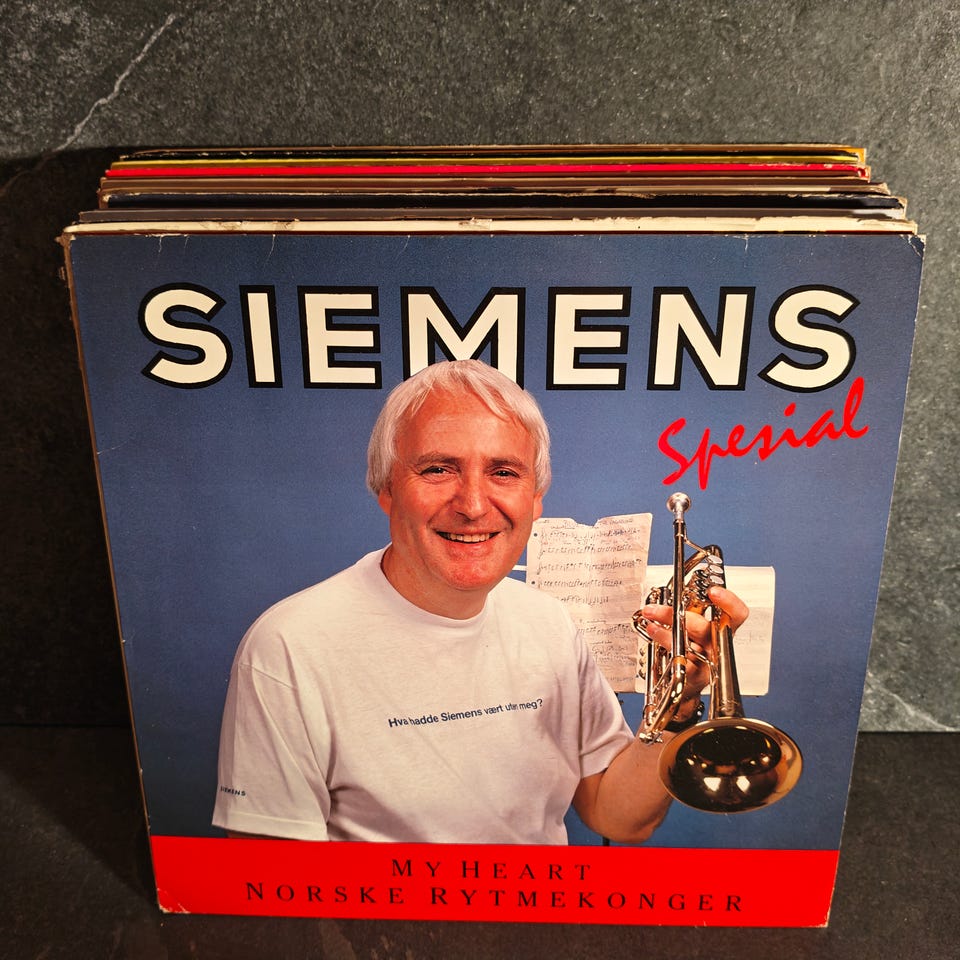 SIEMENS
Spesial
Hva hadde Siemens vært uten meg?
SIEMENS
MY HEART
NORSKE RYTMEKONGER